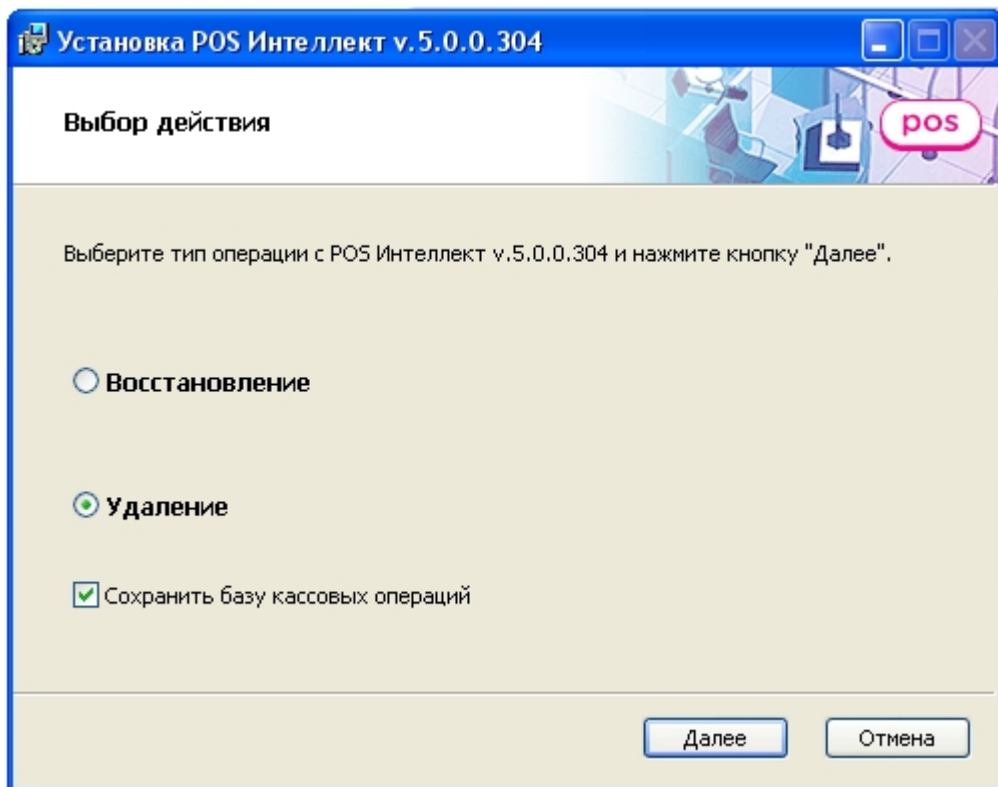 Установка POS Интеллект v.5.0.0.304
Выбор действия
pos
Выберите тип операции с POS Интеллект v.5.0.0.304 и нажмите кнопку "Далее".
Восстановление
Удаление
Сохранить базу кассовых операций
Далее
Отмена